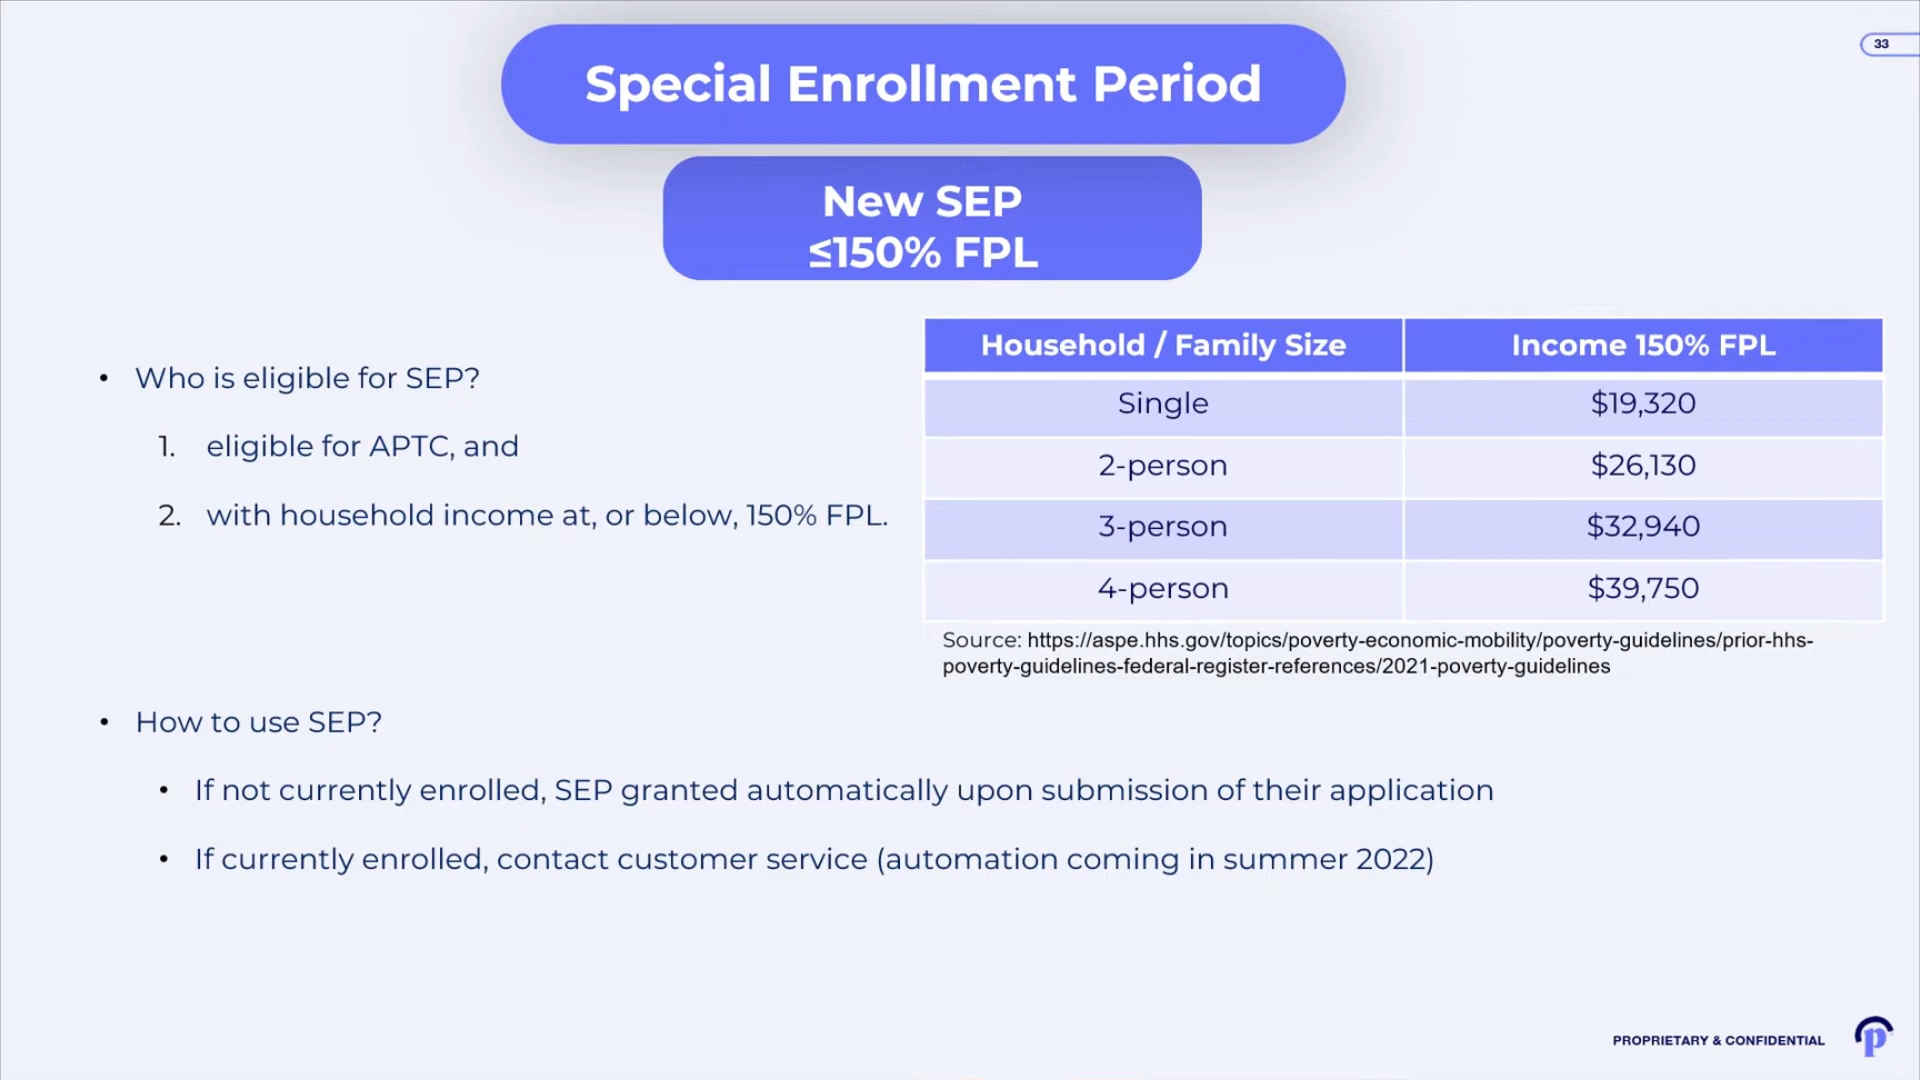 33
Special Enrollment Period
New SEP
≤150% FPL
• Who is eligible for SEP?
1. eligible for APTC, and
2. with household income at, or below, 150% FPL.
Household / Family Size Income 150% FPL
Single $19,320
2-person $26,130
3-person $32,940
4-person $39,750
Source: https://aspe.hhs.gov/topics/poverty-economic-mobility/poverty-guidelines/prior-hhs-
poverty-guidelines-federal-register-references/2021-poverty-guidelines
• How to use SEP?
• If not currently enrolled, SEP granted automatically upon submission of their application
• If currently enrolled, contact customer service (automation coming in summer 2022)
PROPRIETARY & CONFIDENTIAL
p